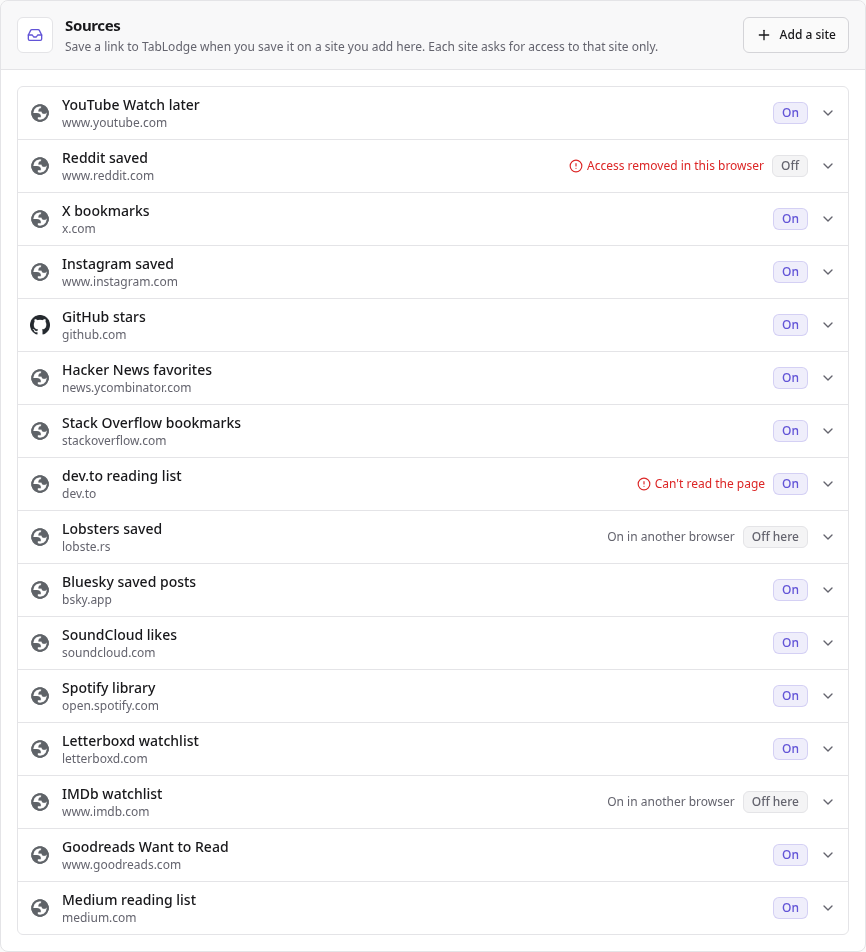 Sources
Save a link to TabLodge when you save it on a site you add here. Each site asks for access to that site only.
Add a site
YouTube Watch later
www.youtube.com
On
Reddit saved
www.reddit.com
Access removed in this browser
Off
X bookmarks
x.com
On
Instagram saved
www.instagram.com
On
GitHub stars
github.com
On
Hacker News favorites
news.ycombinator.com
On
Stack Overflow bookmarks
stackoverflow.com
On
dev.to reading list
dev.to
Can't read the page
On
Lobsters saved
lobste.rs
On in another browser
Off here
Bluesky saved posts
bsky.app
On
SoundCloud likes
soundcloud.com
On
Spotify library
open.spotify.com
On
Letterboxd watchlist
letterboxd.com
On
IMDb watchlist
www.imdb.com
On in another browser
Off here
Goodreads Want to Read
www.goodreads.com
On
Medium reading list
medium.com
On